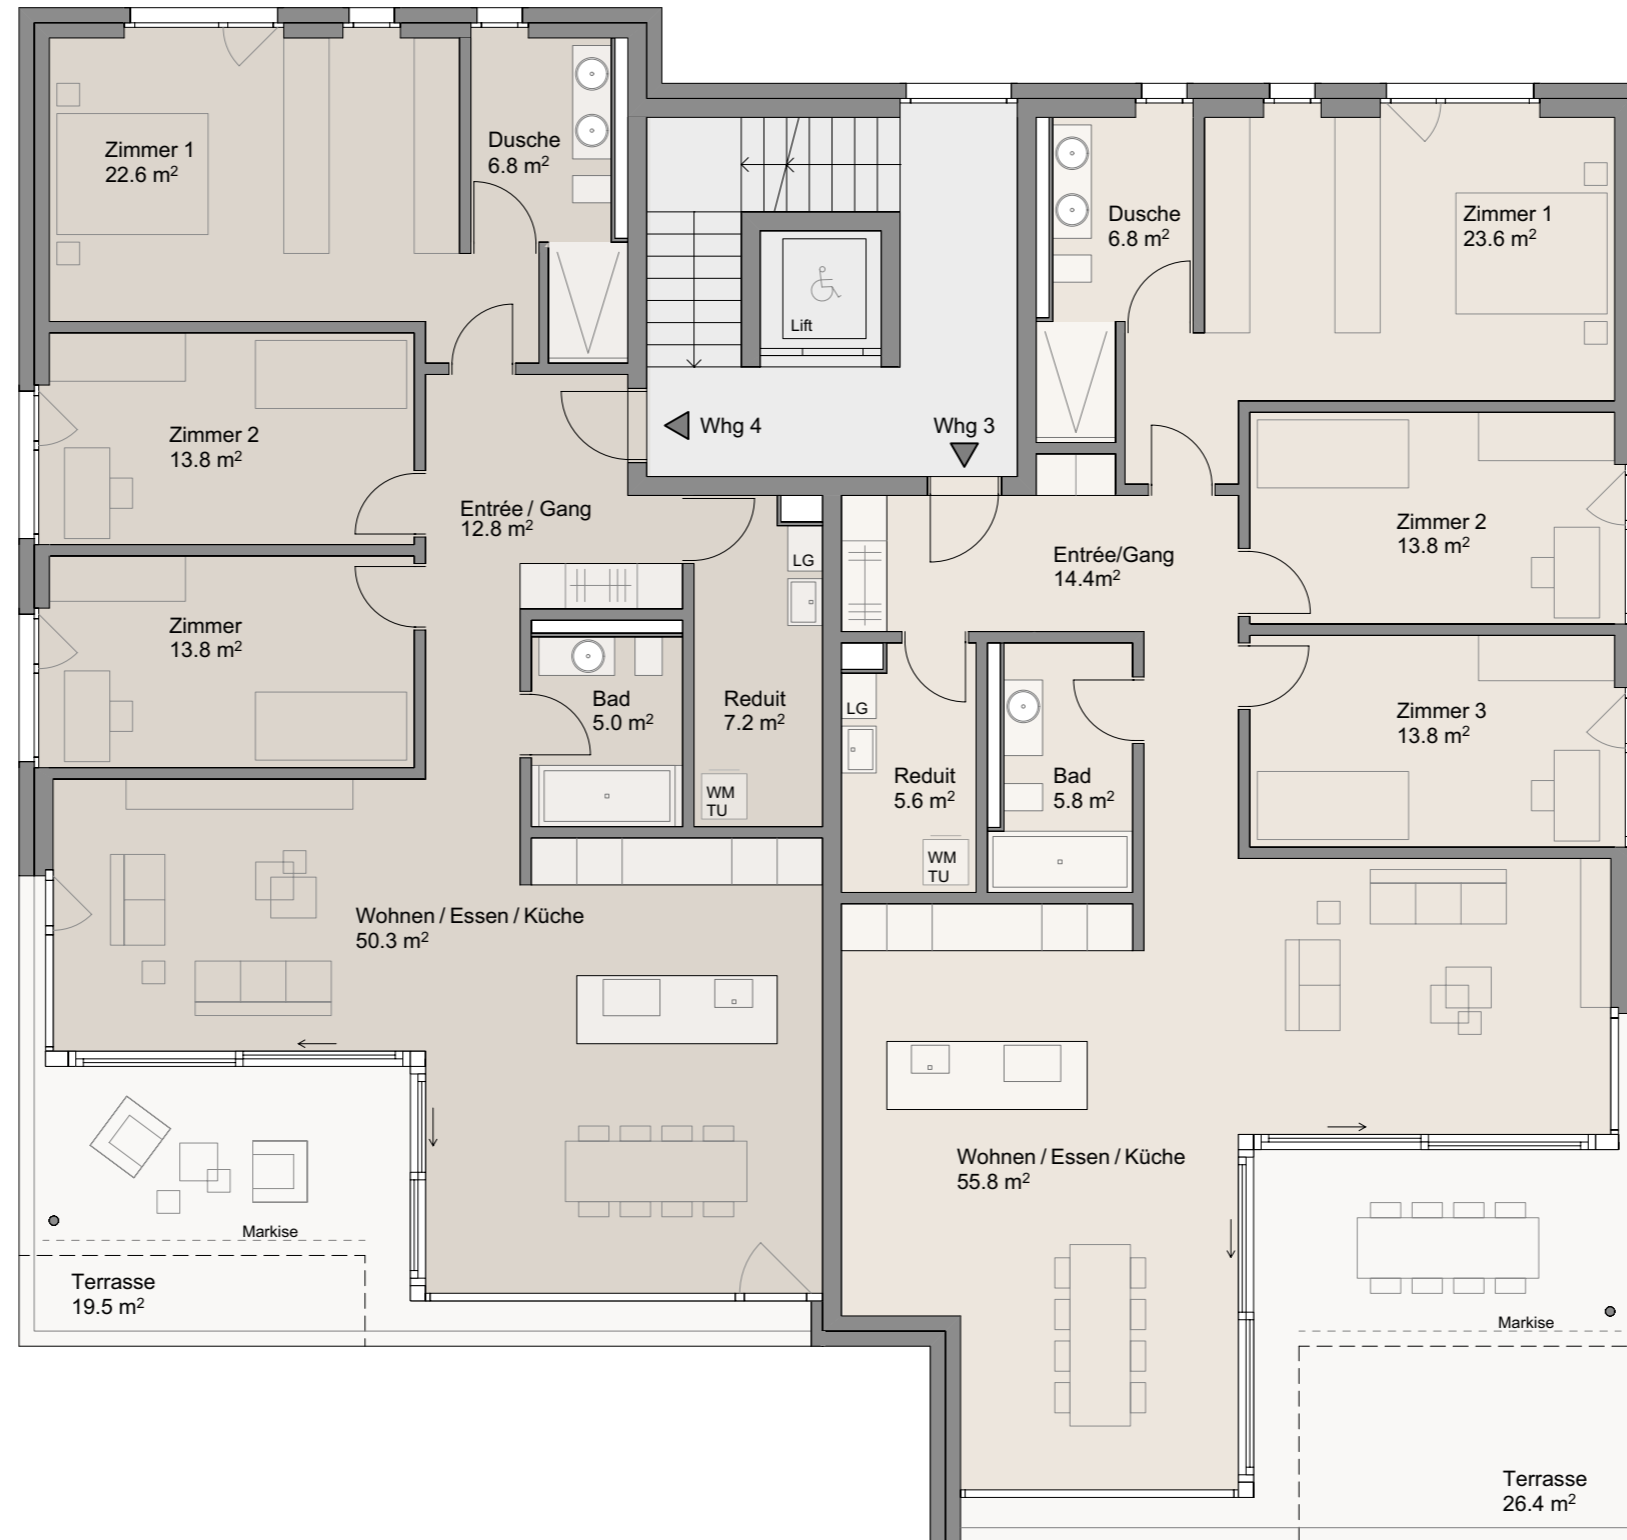 Zimmer 1
22.6 m²
Dusche
6.8 m²
Lift
Dusche
6.8 m²
Zimmer 1
23.6 m²
Zimmer 2
13.8 m²
Whg 4
Whg 3
Entrée / Gang
12.8 m²
LG
Entrée/Gang
14.4m²
Zimmer 2
13.8 m²
Zimmer
13.8 m²
Bad
5.0 m²
Reduit
7.2 m²
WM
TU
LG
Reduit
5.6 m²
WM
TU
Bad
5.8 m²
Zimmer 3
13.8 m²
Wohnen / Essen / Küche
50.3 m²
Wohnen / Essen / Küche
55.8 m²
Markise
Terrasse
19.5 m²
Markise
Terrasse
26.4 m²